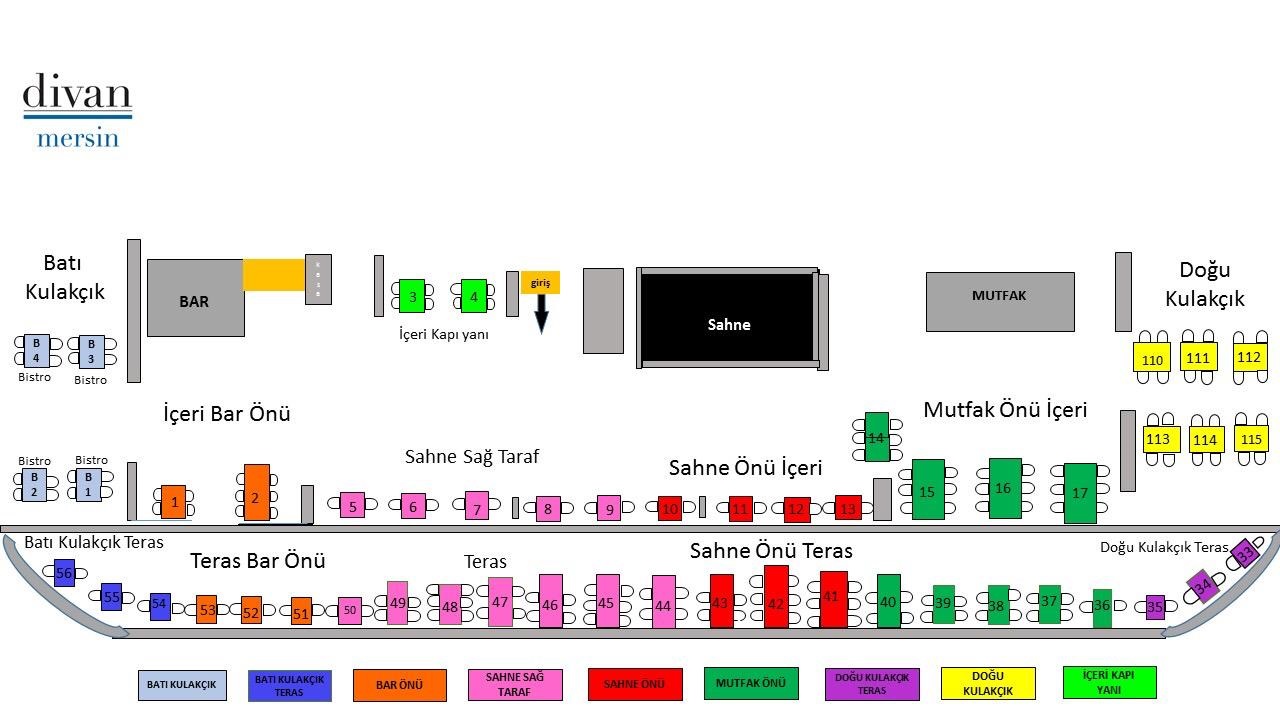 divan
mersin
Batı
Kulakçık
BAR
K
a
s
a
3
4
İçeri Kapı yanı
giriş
Sahne
MUTFAK
Doğu
Kulakçık
B
4
B
3
Bistro
Bistro
110
111
112
İçeri Bar Önü
Mutfak Önü İçeri
113
114
115
Bistro
Bistro
B
2
B
1
Sahne Sağ Taraf
Sahne Önü İçeri
1
2
5
6
7
8
9
10
11
12
13
14
15
16
17
Batı Kulakçık Teras
Teras Bar Önü
Teras
Sahne Önü Teras
Doğu Kulakçık Teras
56
55
54
53
52
51
50
49
48
47
46
45
44
43
42
41
40
39
38
37
36
35
34
33
BATI KULAKÇIK
BATI KULAKÇIK
TERAS
BAR ÖNÜ
SAHNE SAĞ
TARAF
SAHNE ÖNÜ
MUTFAK ÖNÜ
DOĞU KULAKÇIK
TERAS
DOĞU
KULAKÇIK
İÇERİ KAPI
YANI